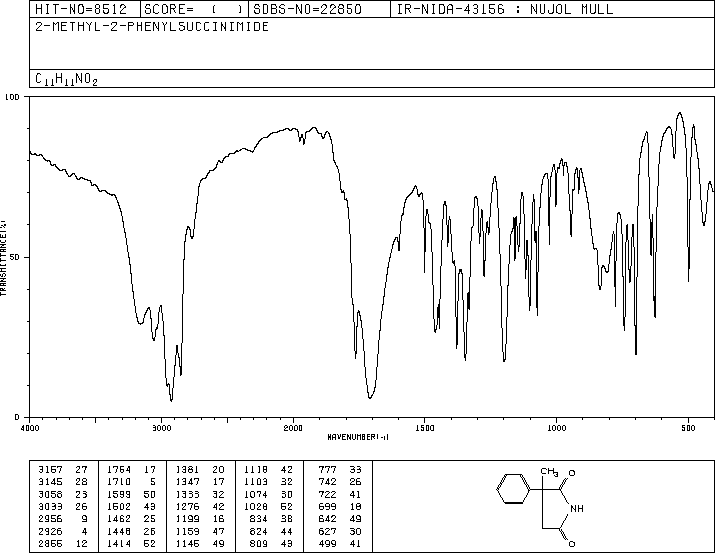 HIT-NO=8512 SCORE= ( ) SDBS-NO=22850 IR-NIDA-43156 : NUJOL MULL
2-METHYL-2-PHENYLSUCCINIMIDE
C11H11NO2
100
50
0
TRANSMITTANCE(%)
4000 3000 2000 1500 1000 500
WAVENUMBER(-1)
3167 27 1764 17 1381 20 1118 42 777 33
3145 28 1710 5 1347 17 1103 32 742 26
3058 23 1599 50 1333 32 1074 30 722 41
3033 26 1502 43 1276 42 1028 52 699 18
2956 9 1462 25 1199 16 834 38 642 49
2926 4 1448 26 1159 47 824 44 627 30
2855 12 1414 52 1145 49 809 43 499 41
CH3
O
NH
O